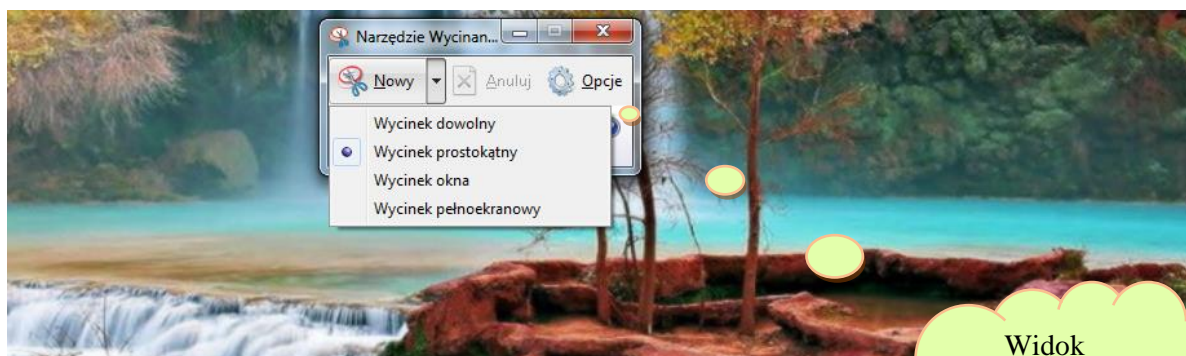 Narzędzie Wycinan...
Nowy Anuluj Opcje
Wycinek dowolny
Wycinek prostokątny
Wycinek okna
Wycinek pełnoekranowy
Widok